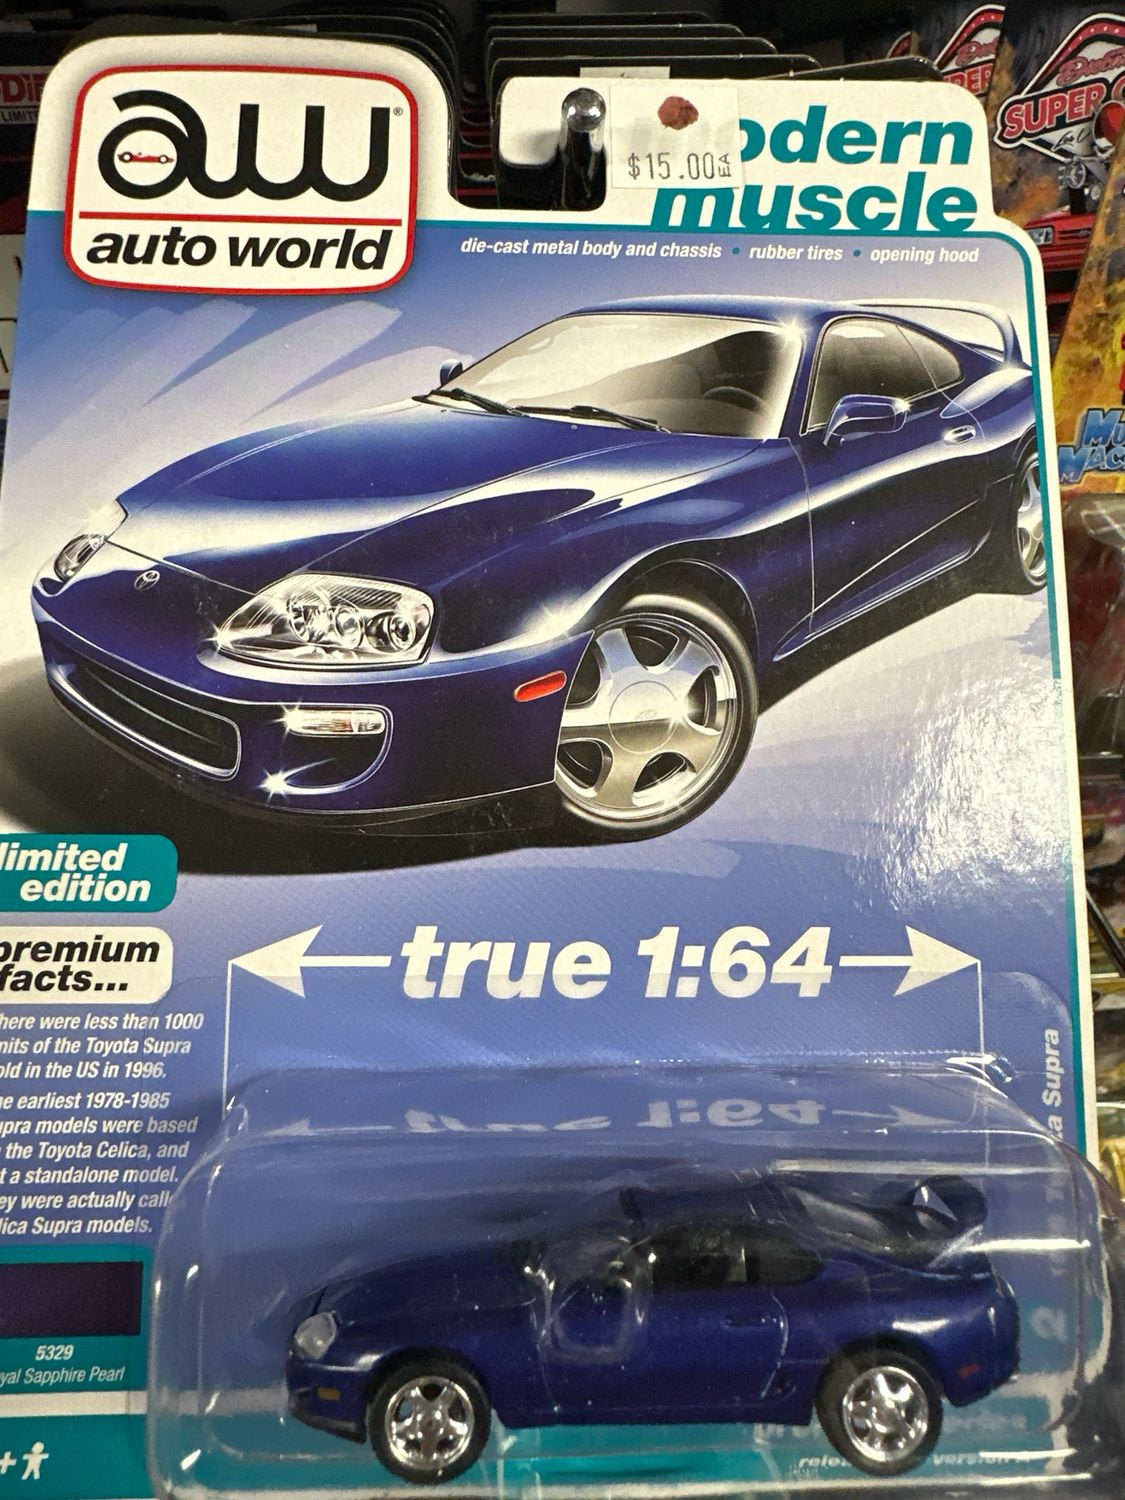 aw®
auto world
$15.00EA
odern
muscle
die-cast metal body and chassis • rubber tires • opening hood
limited
edition
premium
facts...
here were less than 1000
nits of the Toyota Supra
old in the US in 1996.
he earliest 1978-1985
upra models were based
the Toyota Celica, and
t a standalone model.
ey were actually call
lica Supra models.
true 1:64
a Supra
5329
yal Sapphire Pearl
+
2
SUPER